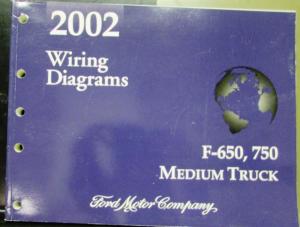 2002
Wiring
Diagrams
F-650, 750
MEDIUM TRUCK
Ford Motor Company